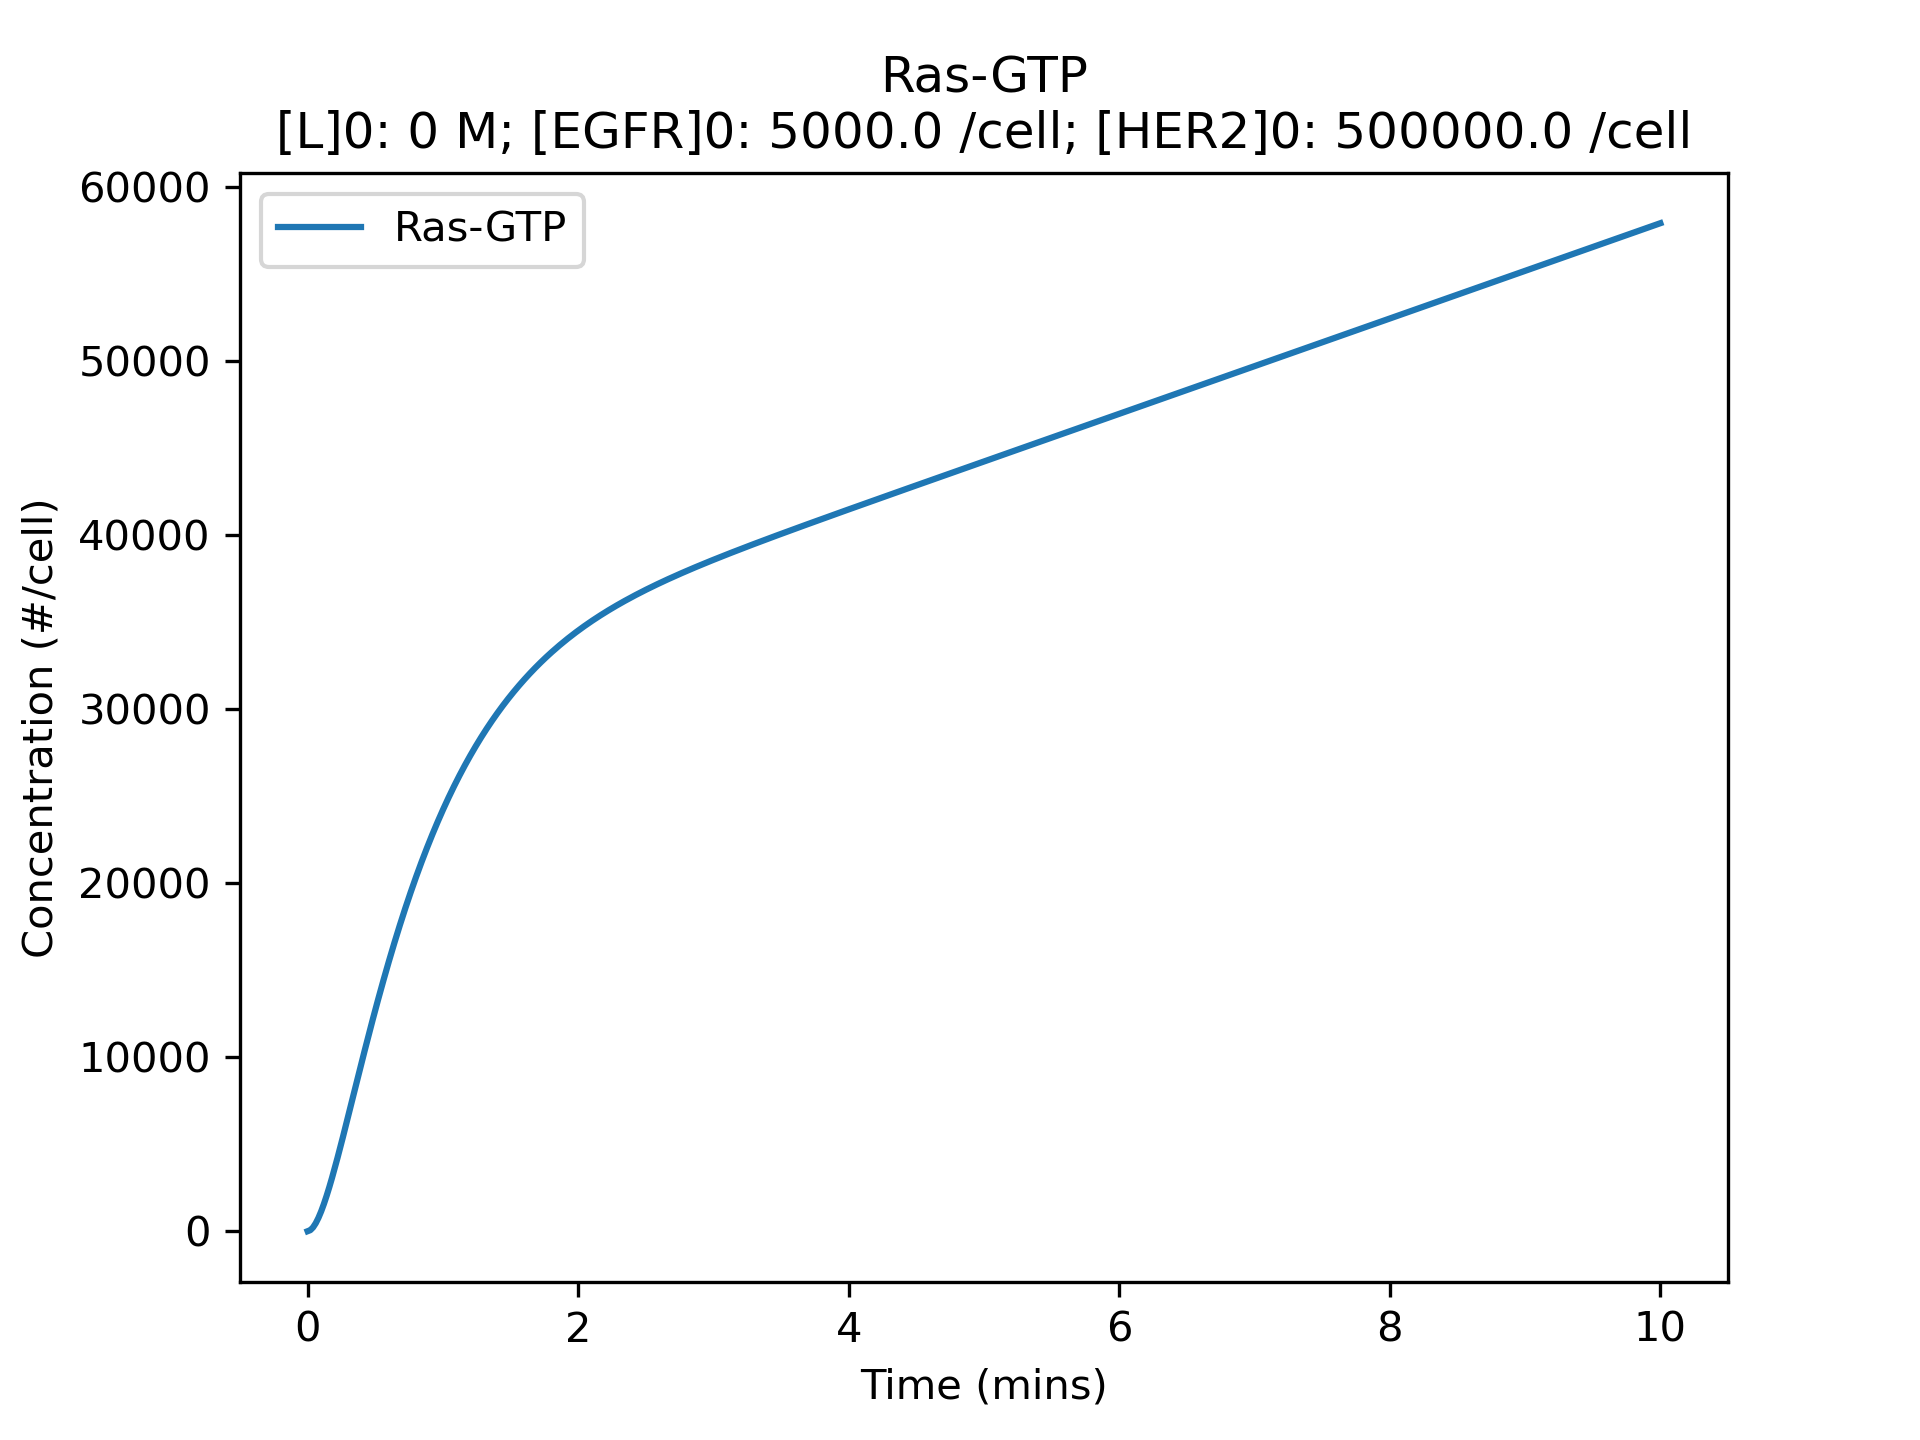 Ras-GTP
[L]0: 0 M; [EGFR]0: 5000.0 /cell; [HER2]0: 500000.0 /cell
Ras-GTP
60000
50000
40000
30000
20000
10000
0
Concentration (#/cell)
0 2 4 6 8 10
Time (mins)